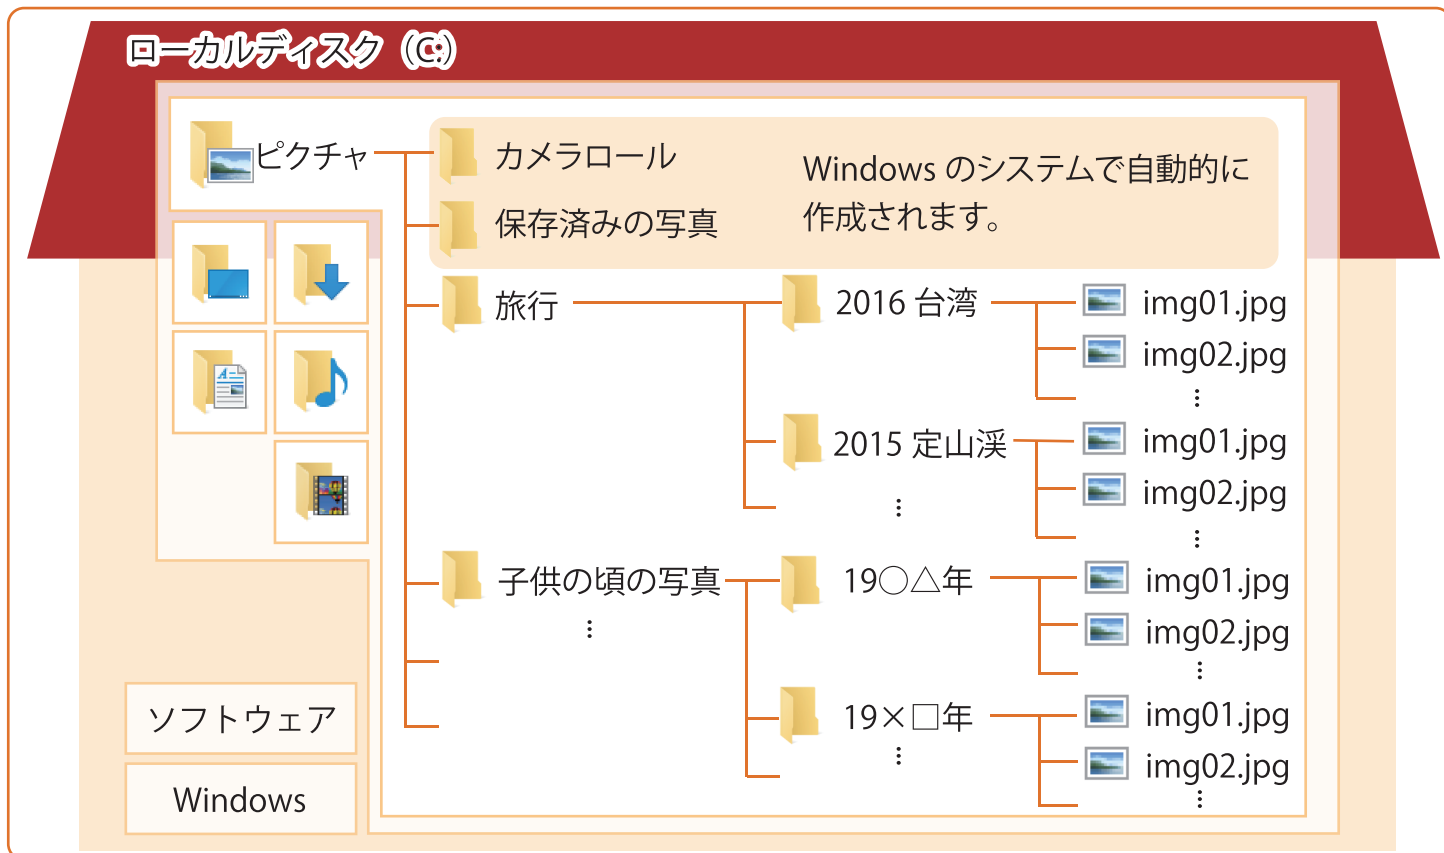 ローカルディスク（C:）
ピクチャ
カメラロール
保存済みの写真
Windows のシステムで自動的に
作成されます。
旅行
2016 台湾
img01.jpg
img02.jpg
⋮
2015 定山渓
img01.jpg
img02.jpg
⋮
⋮
子供の頃の写真
⋮
19○△年
img01.jpg
img02.jpg
⋮
19×□年
img01.jpg
img02.jpg
⋮
⋮
ソフトウェア
Windows